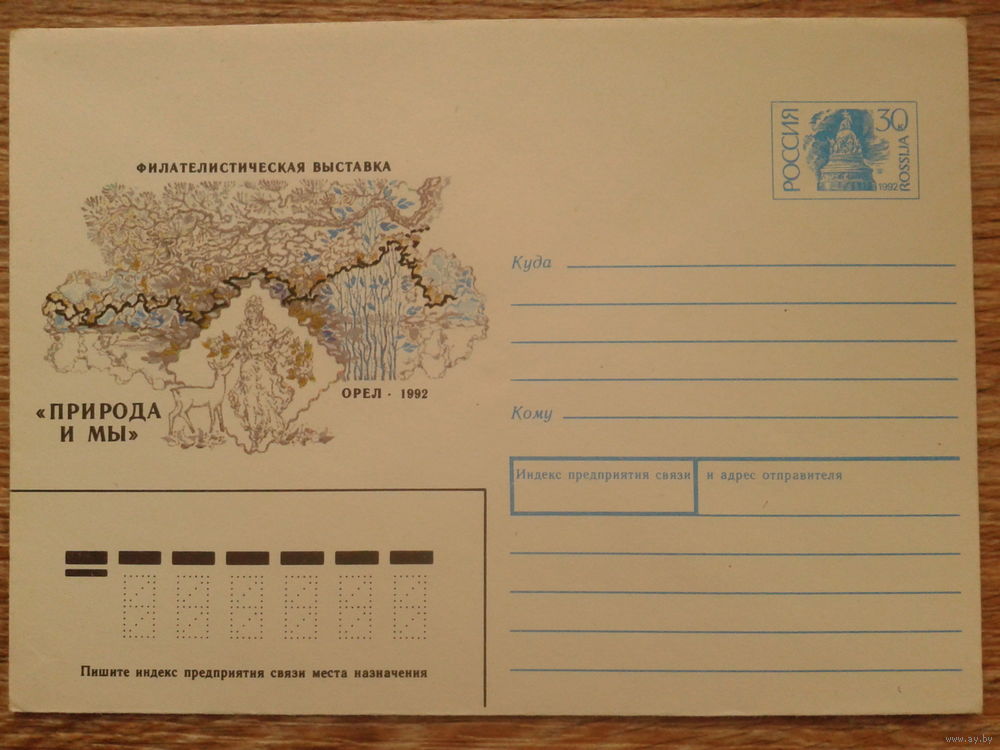 ФИЛАТЕЛИСТИЧЕСКАЯ ВЫСТАВКА
ОРЕЛ · 1992
«ПРИРОДА
И МЫ»
РОССИЯ
30 к
ROSSIJA
1992
Куда
Кому
Индекс предприятия связи и адрес отправителя
Пишите индекс предприятия связи места назначения
www.ay.by